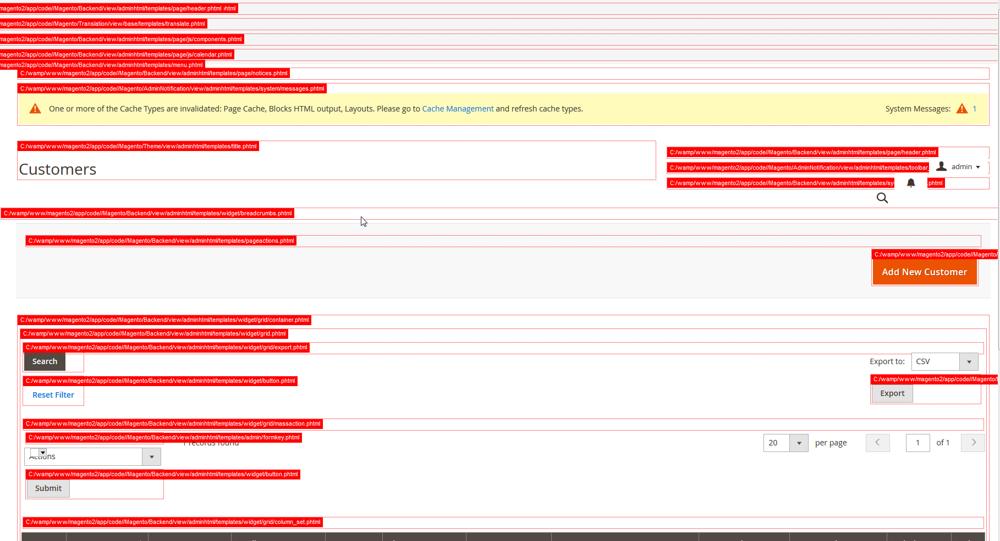 magento2/app/code//Magento/Backend/view/adminhtml/templates/page/header.phtml
magento2/app/code//Magento/Translation/view/base/templates/translate.phtml
magento2/app/code//Magento/Backend/view/adminhtml/templates/page/js/components.phtml
magento2/app/code//Magento/Backend/view/adminhtml/templates/page/js/calendar.phtml
magento2/app/code//Magento/Backend/view/adminhtml/templates/menu.phtml
C:/wamp/www/magento2/app/code//Magento/Backend/view/adminhtml/templates/page/notices.phtml
C:/wamp/www/magento2/app/code//Magento/AdminNotification/view/adminhtml/templates/system/messages.phtml
One or more of the Cache Types are invalidated: Page Cache, Blocks HTML output, Layouts. Please go to Cache Management and refresh cache types.
System Messages: 1
C:/wamp/www/magento2/app/code//Magento/Theme/view/adminhtml/templates/title.phtml
Customers
C:/wamp/www/magento2/app/code//Magento/Backend/view/adminhtml/templates/page/header.phtml
C:/wamp/www/magento2/app/code//Magento/AdminNotification/view/adminhtml/templates/toolbar
admin
C:/wamp/www/magento2/app/code//Magento/Backend/view/adminhtml/templates/sy .phtml
C:/wamp/www/magento2/app/code//Magento/Backend/view/adminhtml/templates/widget/breadcrumbs.phtml
C:/wamp/www/magento2/app/code//Magento/Backend/view/adminhtml/templates/pageactions.phtml
C:/wamp/www/magento2/app/code//Magento/
Add New Customer
C:/wamp/www/magento2/app/code//Magento/Backend/view/adminhtml/templates/widget/grid/container.phtml
C:/wamp/www/magento2/app/code//Magento/Backend/view/adminhtml/templates/widget/grid.phtml
C:/wamp/www/magento2/app/code//Magento/Backend/view/adminhtml/templates/widget/grid/export.phtml
Search
Export to: CSV
C:/wamp/www/magento2/app/code//Magento/Backend/view/adminhtml/templates/widget/button.phtml
C:/wamp/www/magento2/app/code//Magento/
Reset Filter
Export
C:/wamp/www/magento2/app/code//Magento/Backend/view/adminhtml/templates/widget/grid/massaction.phtml
C:/wamp/www/magento2/app/code//Magento/Backend/view/adminhtml/templates/admin/formkey.phtml
1 records found
20 per page 1 of 1
Actions
C:/wamp/www/magento2/app/code//Magento/Backend/view/adminhtml/templates/widget/button.phtml
Submit
C:/wamp/www/magento2/app/code//Magento/Backend/view/adminhtml/templates/widget/grid/column_set.phtml